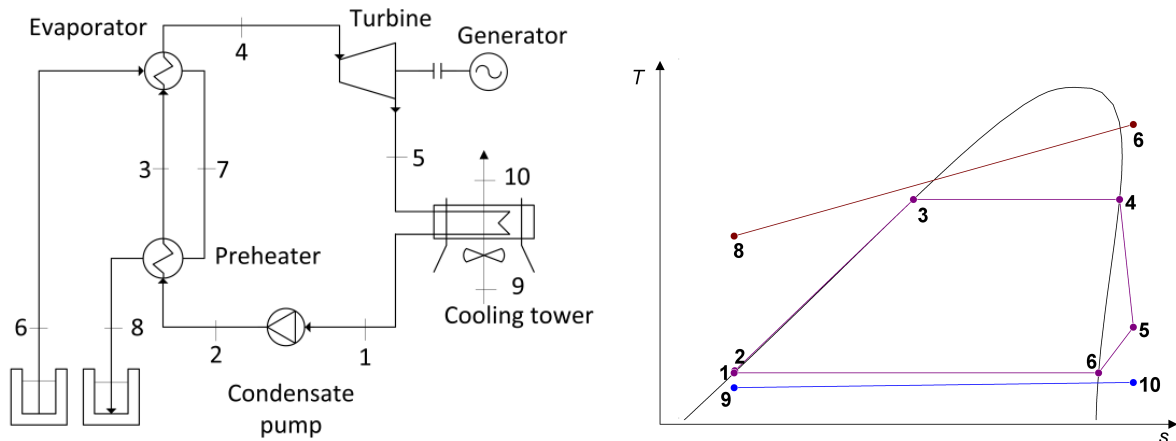 Evaporator
Turbine
Generator
4
3
7
5
10
Preheater
9
Cooling tower
6
8
2
1
Condensate
pump
T
6
3
4
8
5
2
1
6
9
10
s